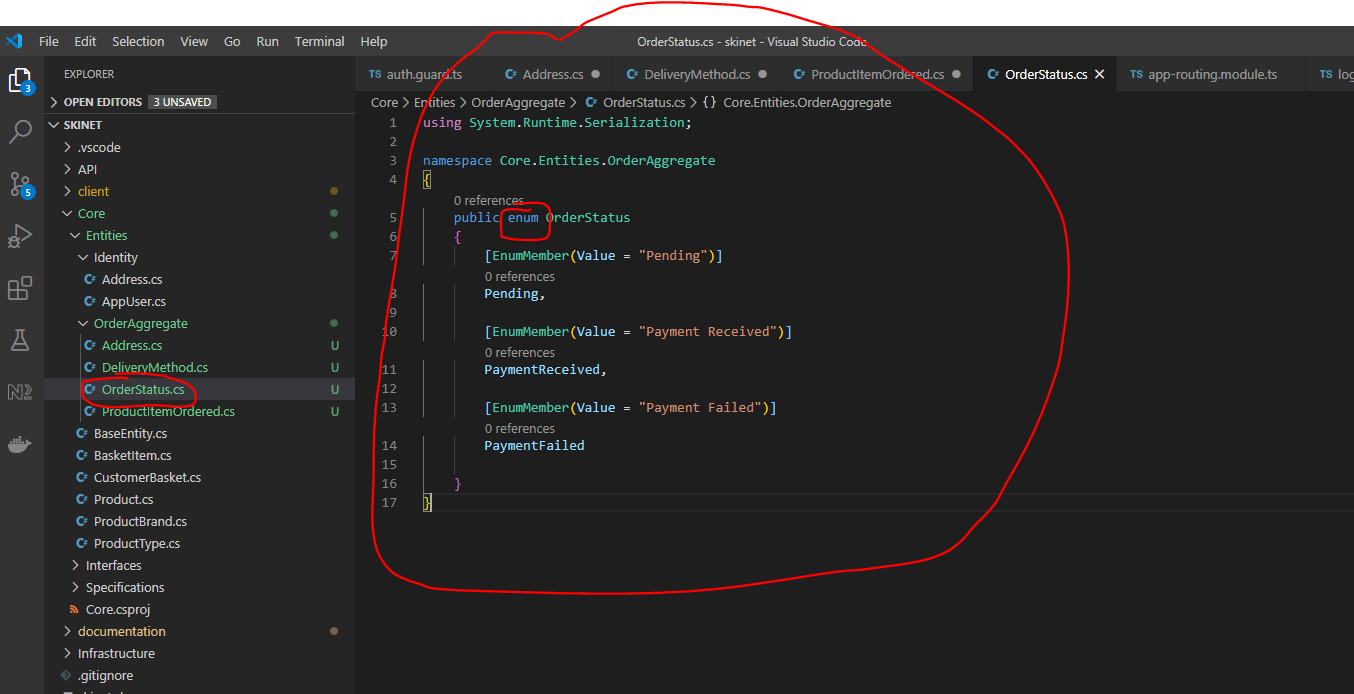 File Edit Selection View Go Run Terminal Help OrderStatus.cs - skinet - Visual Studio Code
EXPLORER
OPEN EDITORS 3 UNSAVED
SKINET
.vscode
API
client
Core
Entities
Identity
Address.cs
AppUser.cs
OrderAggregate
Address.cs U
DeliveryMethod.cs U
OrderStatus.cs U
ProductItemOrdered.cs U
BaseEntity.cs
BasketItem.cs
CustomerBasket.cs
Product.cs
ProductBrand.cs
ProductType.cs
Interfaces
Specifications
Core.csproj
documentation
Infrastructure
.gitignore
3
5
TS auth.guard.ts C# Address.cs C# DeliveryMethod.cs C# ProductItemOrdered.cs C# OrderStatus.cs TS app-routing.module.ts TS
Core > Entities > OrderAggregate > C# OrderStatus.cs > {} Core.Entities.OrderAggregate
1 using System.Runtime.Serialization;
2
3 namespace Core.Entities.OrderAggregate
4 {
0 references
5 public enum OrderStatus
6 {
7 [EnumMember(Value = "Pending")]
0 references
8 Pending,
9
10 [EnumMember(Value = "Payment Received")]
0 references
11 PaymentReceived,
12
13 [EnumMember(Value = "Payment Failed")]
0 references
14 PaymentFailed
15
16 }
17 }